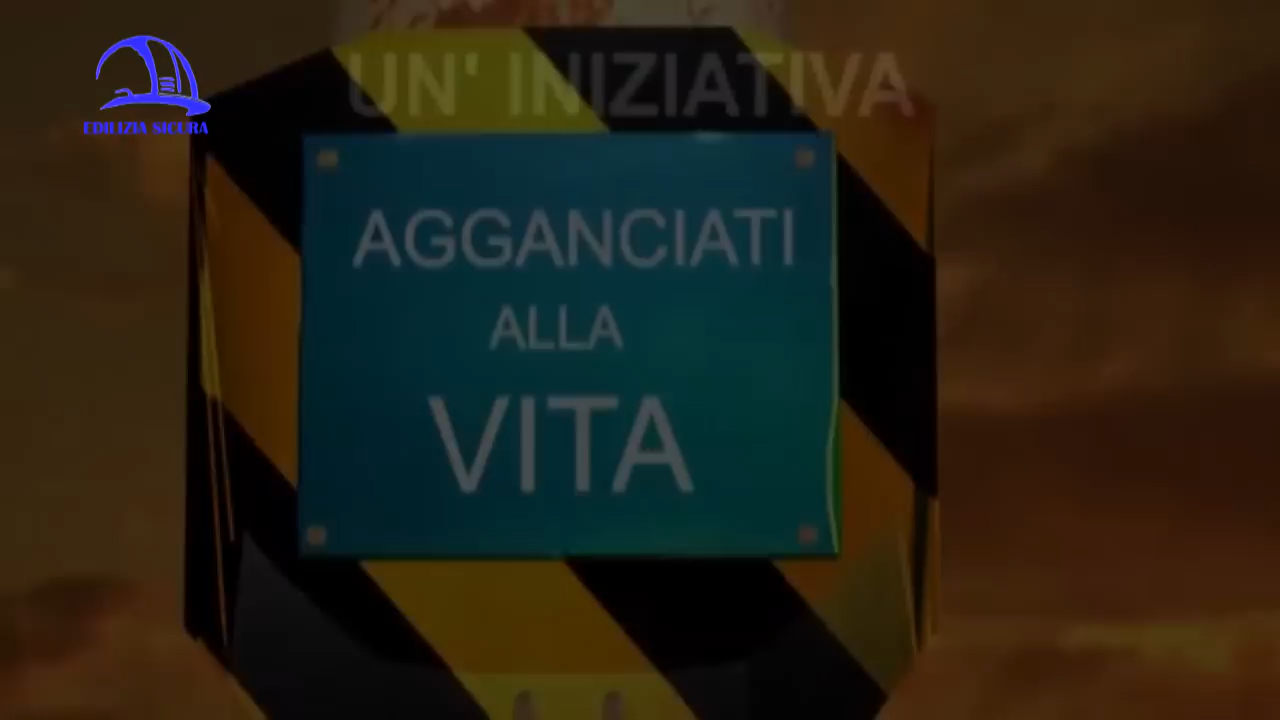 EDILIZIA SICURA
UN' INIZIATIVA
AGGANCIATI
ALLA
VITA